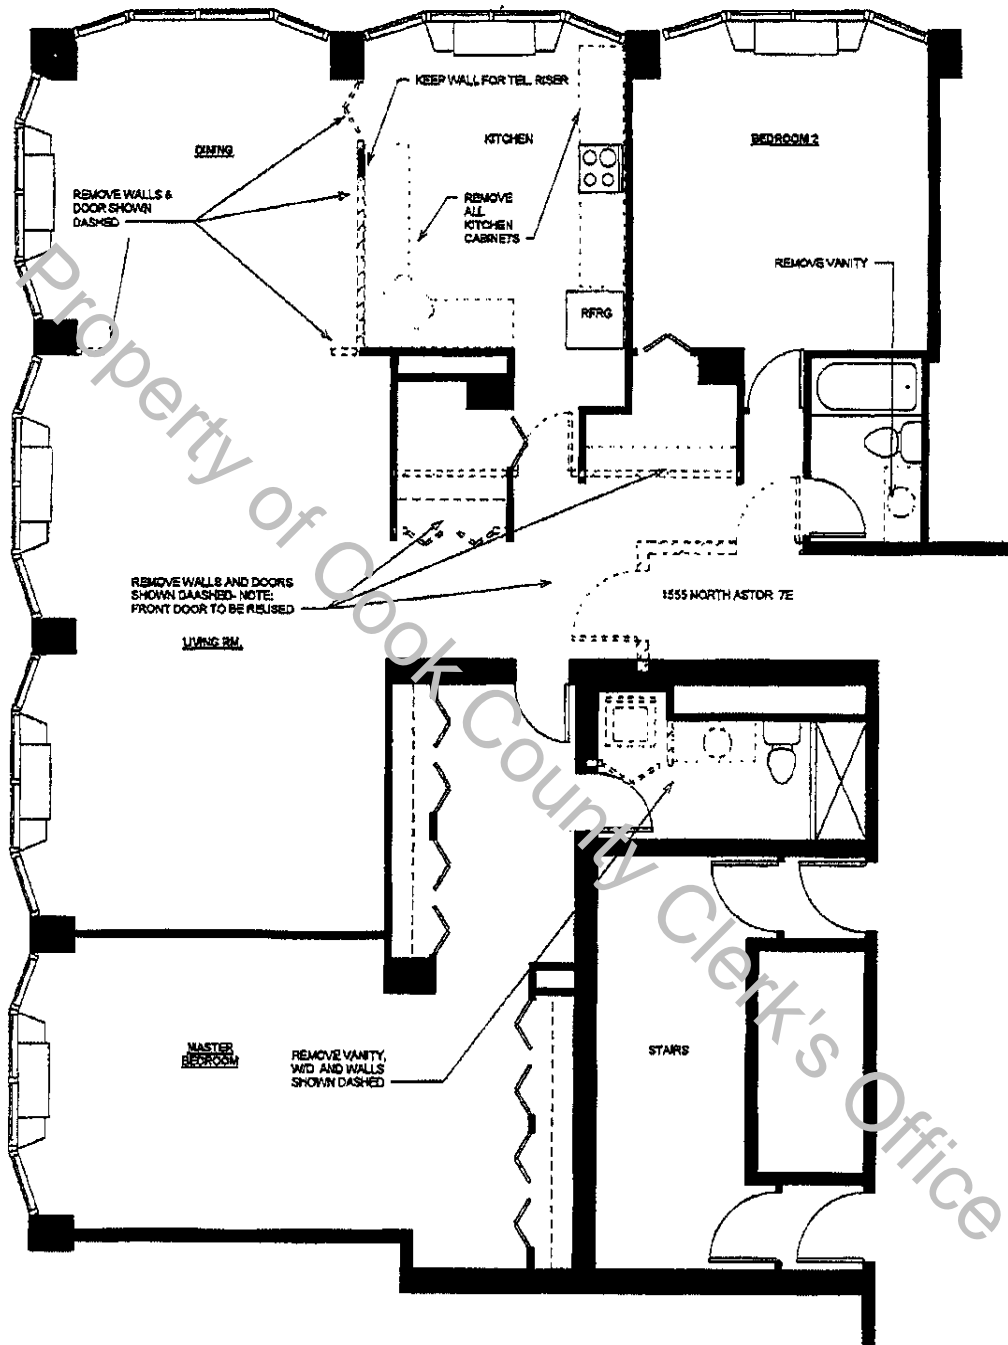 KEEP WALL FOR TEL. RISER
DINING
KITCHEN
BEDROOM 2
REMOVE WALLS &
DOOR SHOWN
DASHED
REMOVE
ALL
KITCHEN
CABINETS
REMOVE VANITY
RFRG
REMOVE WALLS AND DOORS
SHOWN DAASHED- NOTE:
FRONT DOOR TO BE REUSED
1555 NORTH ASTOR 7E
LIVING RM.
MASTER
BEDROOM
REMOVE VANITY,
W/D AND WALLS
SHOWN DASHED
STAIRS
Property of Cook County Clerk's Office